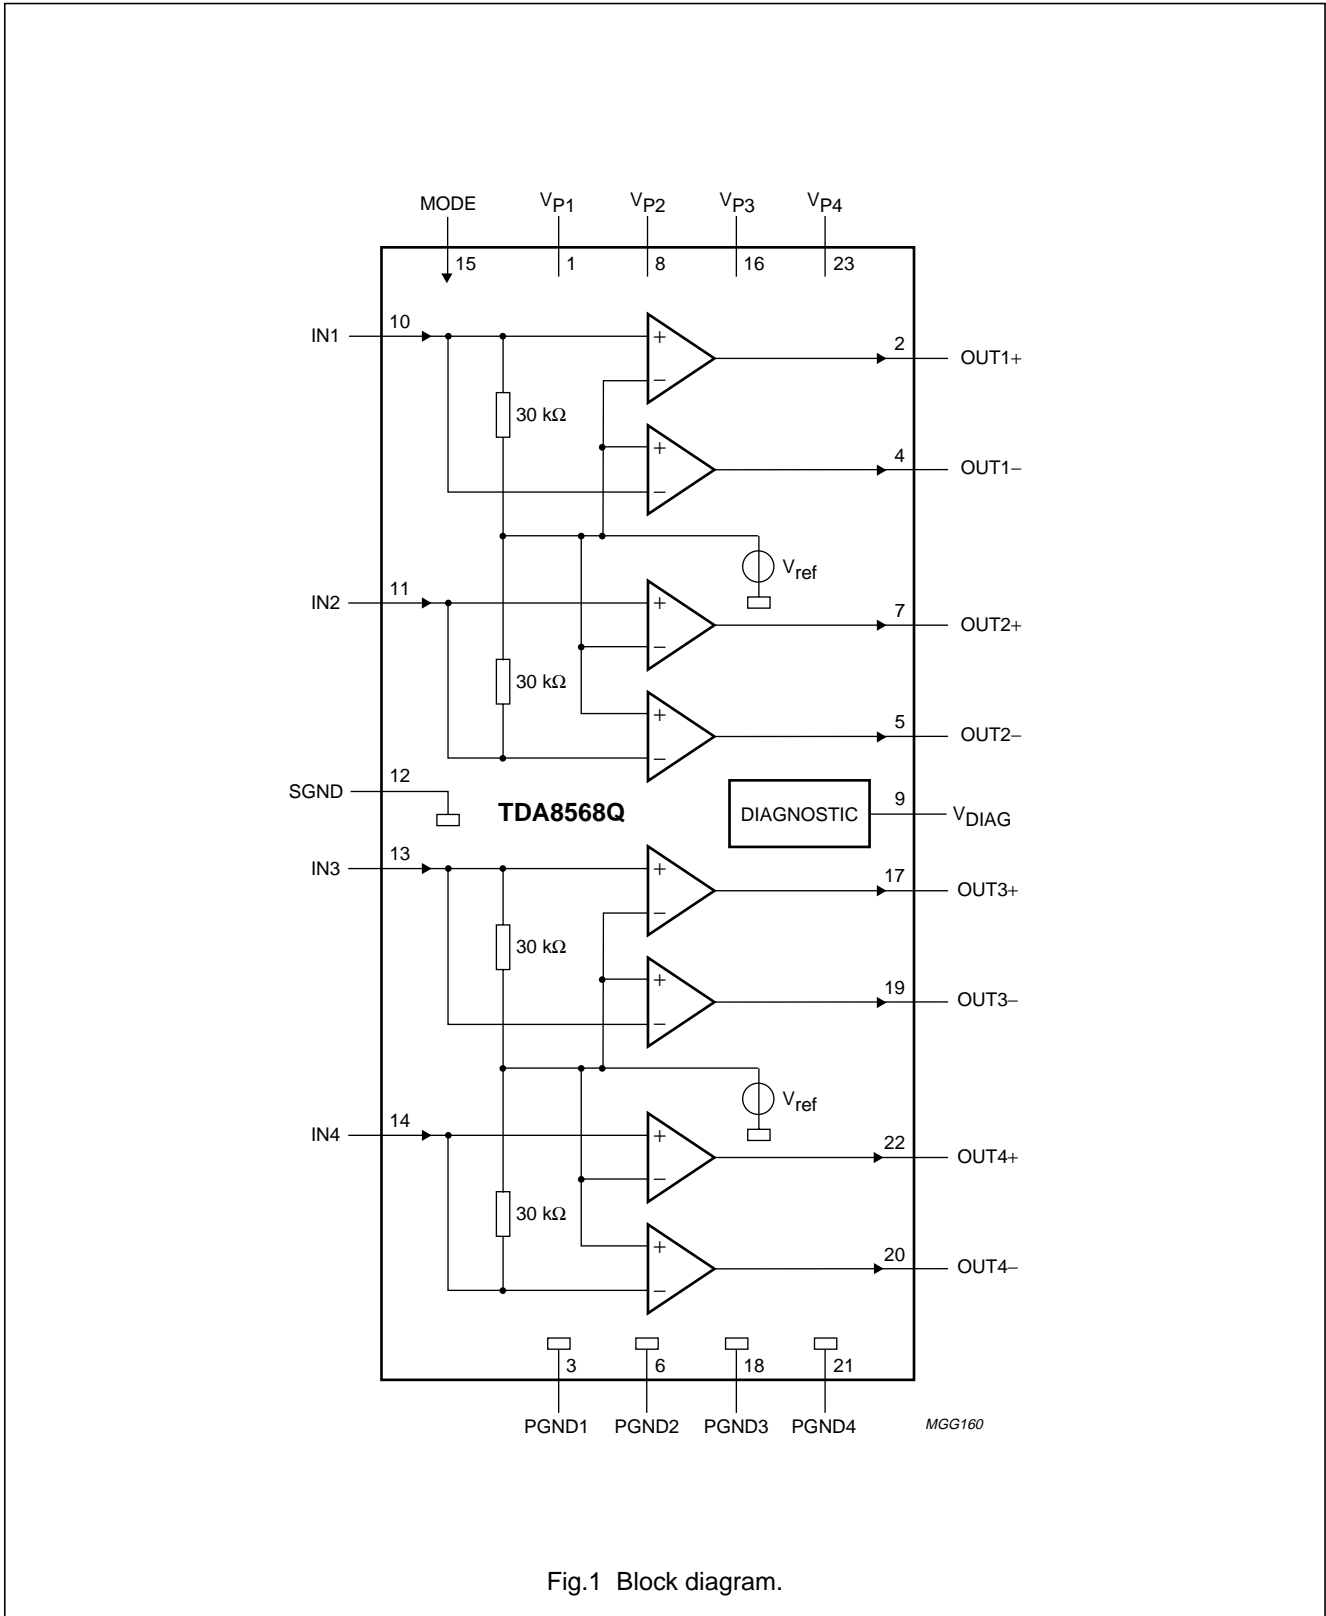 MODE VP1 VP2 VP3 VP4
15 1 8 16 23
IN1 10 + 2 OUT1+
−
30 kΩ
+ 4 OUT1−
−
Vref
IN2 11 + 7 OUT2+
−
30 kΩ
+ 5 OUT2−
−
SGND 12
TDA8568Q DIAGNOSTIC 9 VDIAG
IN3 13 + 17 OUT3+
−
30 kΩ
+ 19 OUT3−
−
Vref
IN4 14 + 22 OUT4+
−
30 kΩ
+ 20 OUT4−
−
3 6 18 21
PGND1 PGND2 PGND3 PGND4 MGG160
Fig.1 Block diagram.